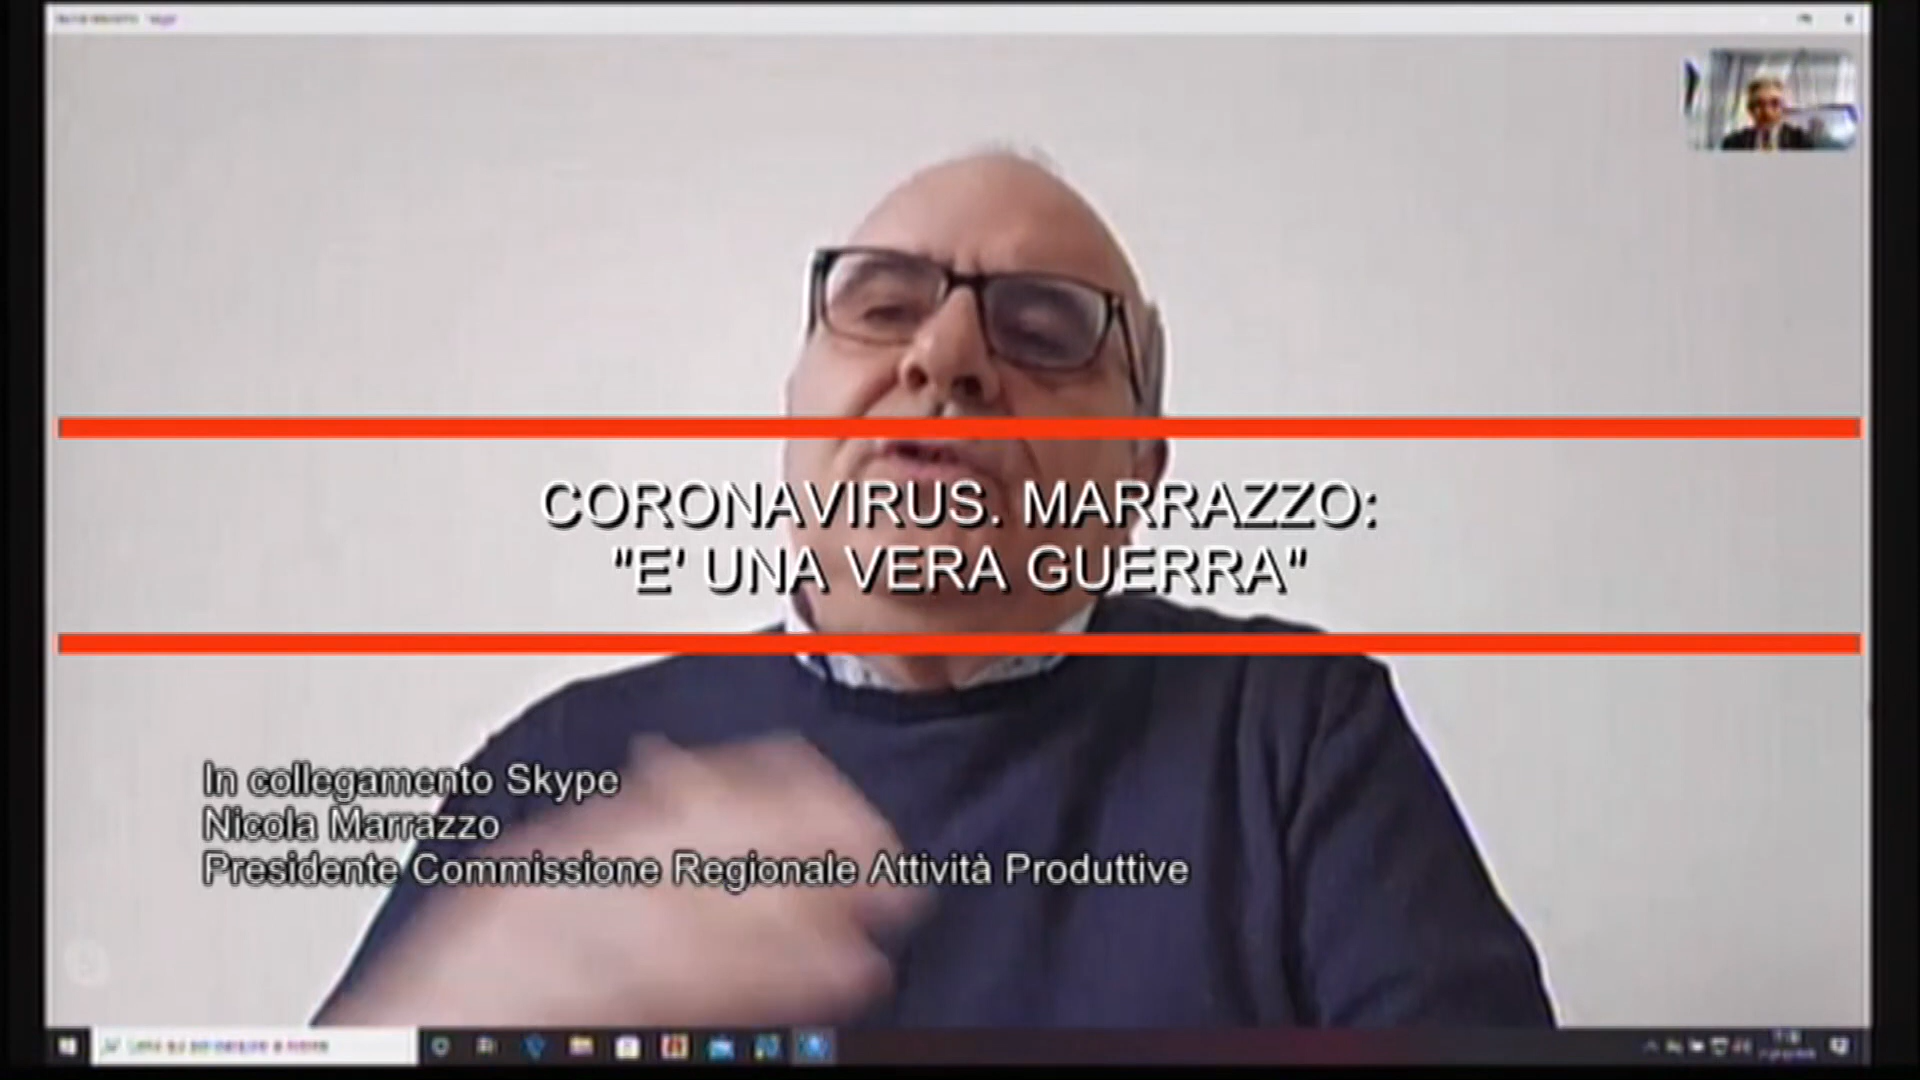 CORONAVIRUS. MARRAZZO:
"E' UNA VERA GUERRA"
In collegamento Skype
Nicola Marrazzo
Presidente Commissione Regionale Attività Produttive